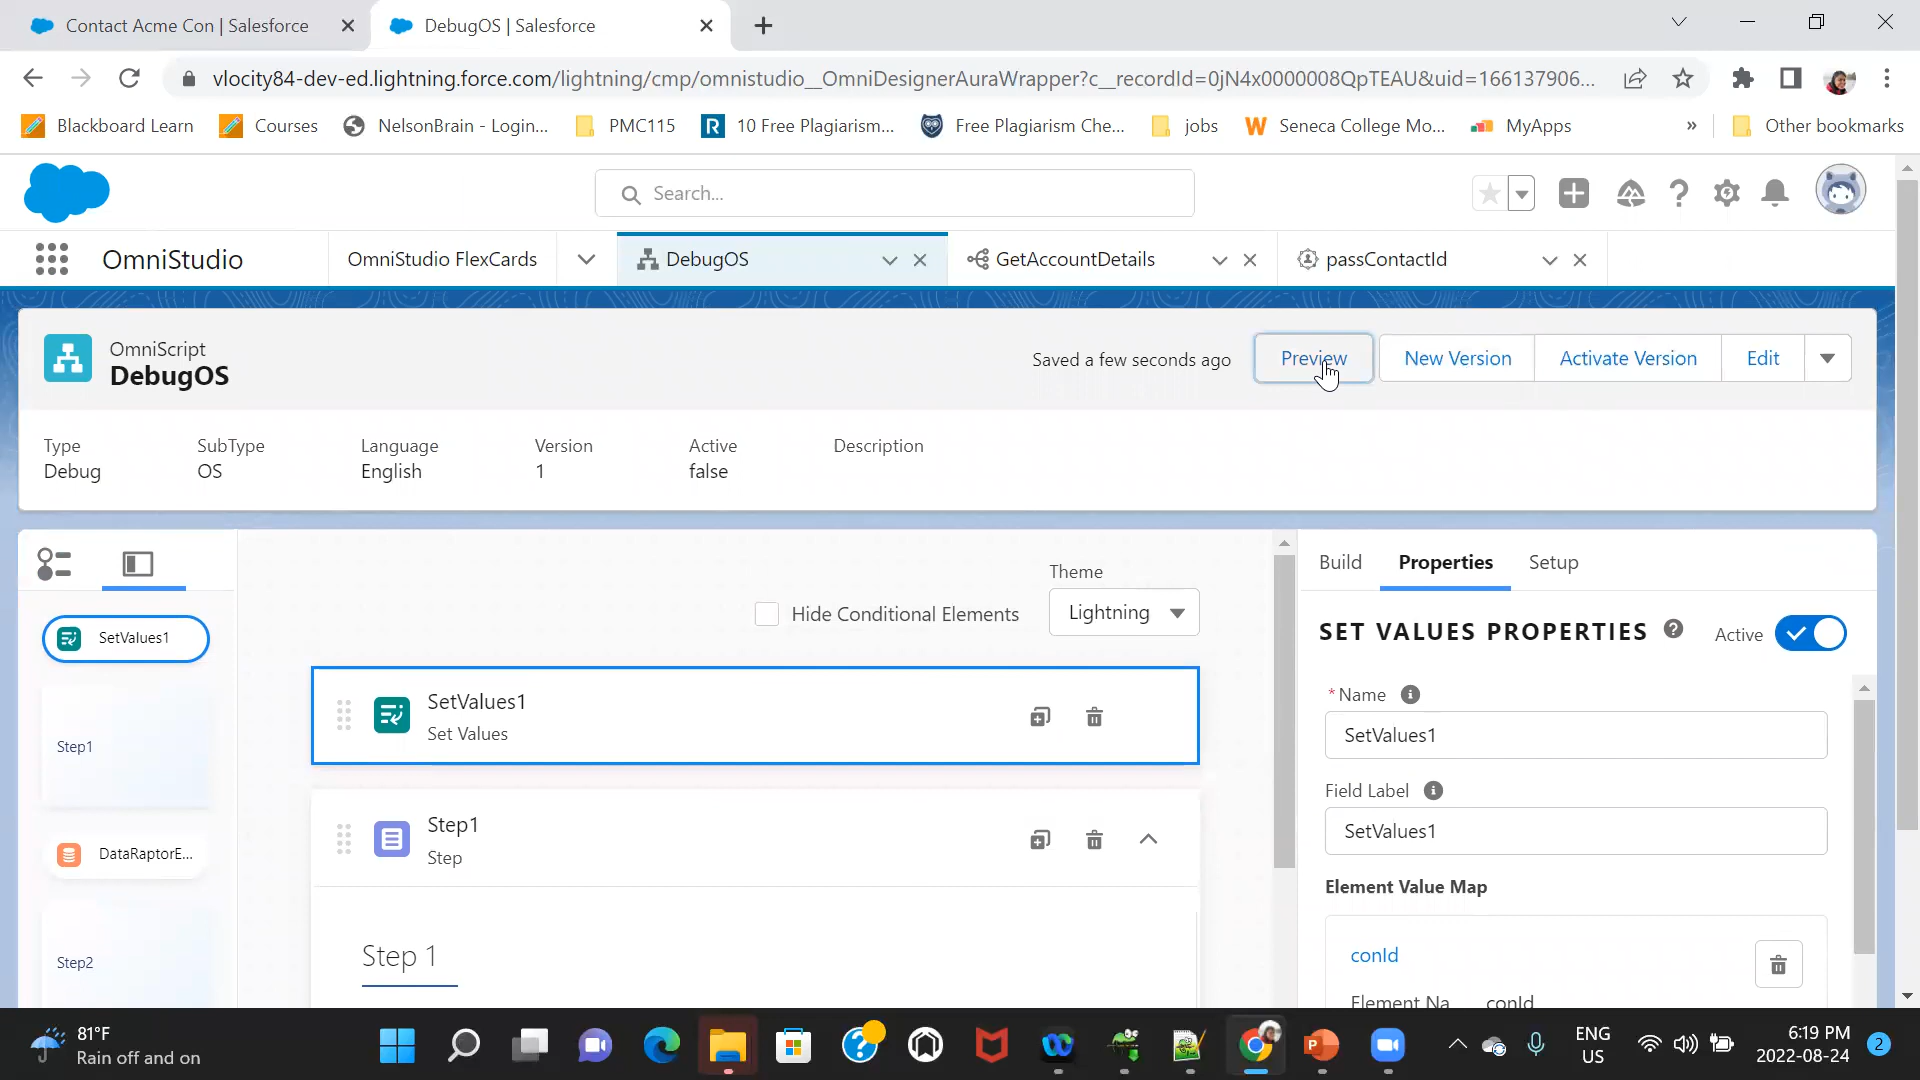 Contact Acme Con | Salesforce
DebugOS | Salesforce
vlocity84-dev-ed.lightning.force.com/lightning/cmp/omnistudio__OmniDesignerAuraWrapper?c__recordId=0jN4x0000008QpTEAU&uid=166137906...
Blackboard Learn
Courses
NelsonBrain - Login...
PMC115
R
10 Free Plagiarism...
Free Plagiarism Che...
jobs
W
Seneca College Mo...
MyApps
»
Other bookmarks
Search...
OmniStudio
OmniStudio FlexCards
DebugOS
GetAccountDetails
passContactId
OmniScript
DebugOS
Saved a few seconds ago
Preview
New Version
Activate Version
Edit
Type
Debug
SubType
OS
Language
English
Version
1
Active
false
Description
SetValues1
Step1
DataRaptorE...
Step2
Hide Conditional Elements
Theme
Lightning
SetValues1
Set Values
Step1
Step
Step 1
Build
Properties
Setup
SET VALUES PROPERTIES
Active
*Name
SetValues1
Field Label
SetValues1
Element Value Map
conId
Element Na
conId
81°F
Rain off and on
ENG
US
6:19 PM
2022-08-24
2